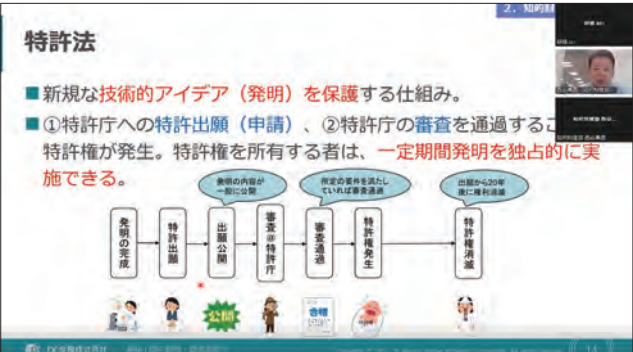 2．知的財
特許法
■新規な技術的アイデア（発明）を保護する仕組み。
■①特許庁への特許出願（申請）、②特許庁の審査を通過するこ
特許権が発生。特許権を所有する者は、一定期間発明を独占的に実
施できる。
発明の内容が
一般に公開
所定の要件を満たし
ていれば審査通過
出願から20年
後に権利消滅
発明の完成
特許出願
出願公開
審査＠特許庁
審査通過
特許権発生
特許権消滅
公開
合格
14